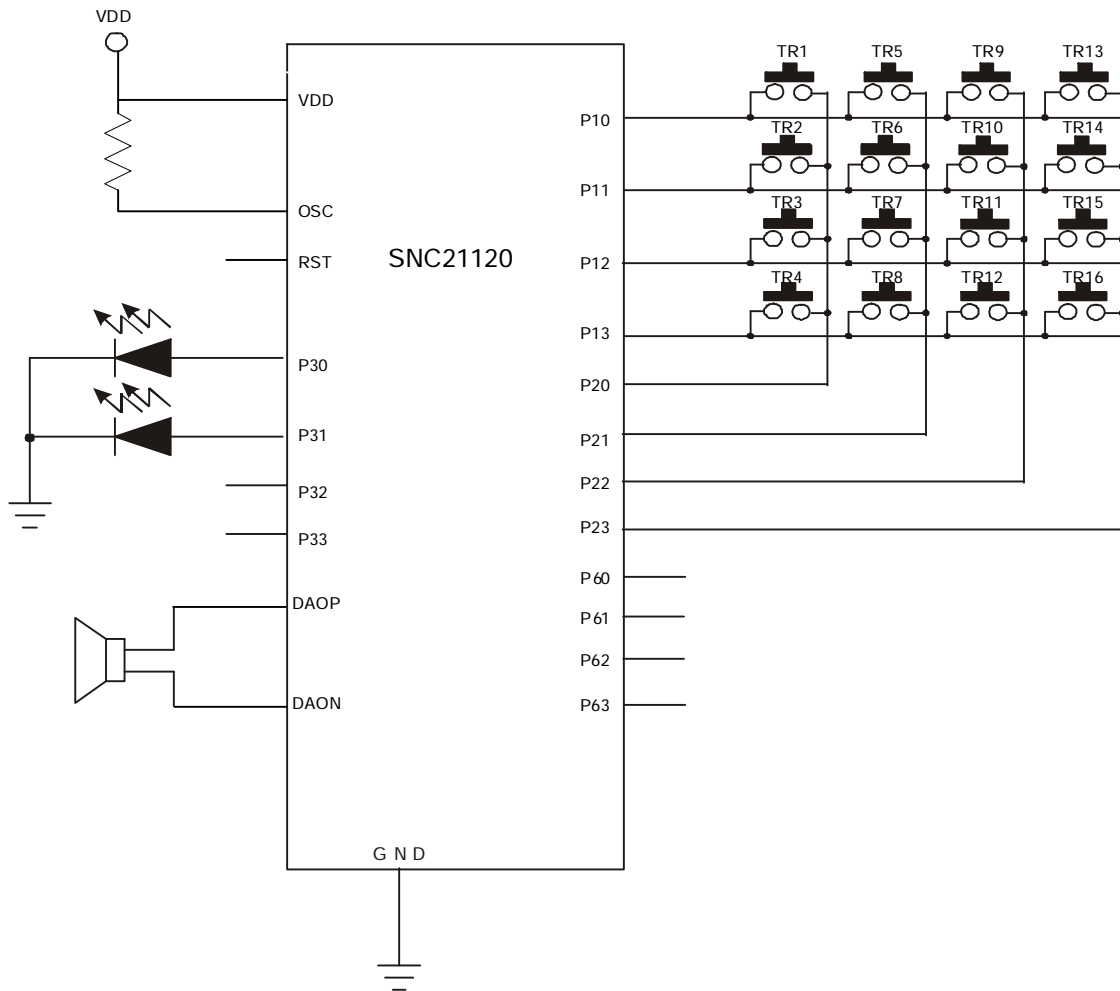 VDD
VDD
OSC
RST
P30
P31
P32
P33
DAOP
DAON
SNC21120
GND
P10
P11
P12
P13
P20
P21
P22
P23
P60
P61
P62
P63
TR1 TR5 TR9 TR13
TR2 TR6 TR10 TR14
TR3 TR7 TR11 TR15
TR4 TR8 TR12 TR16